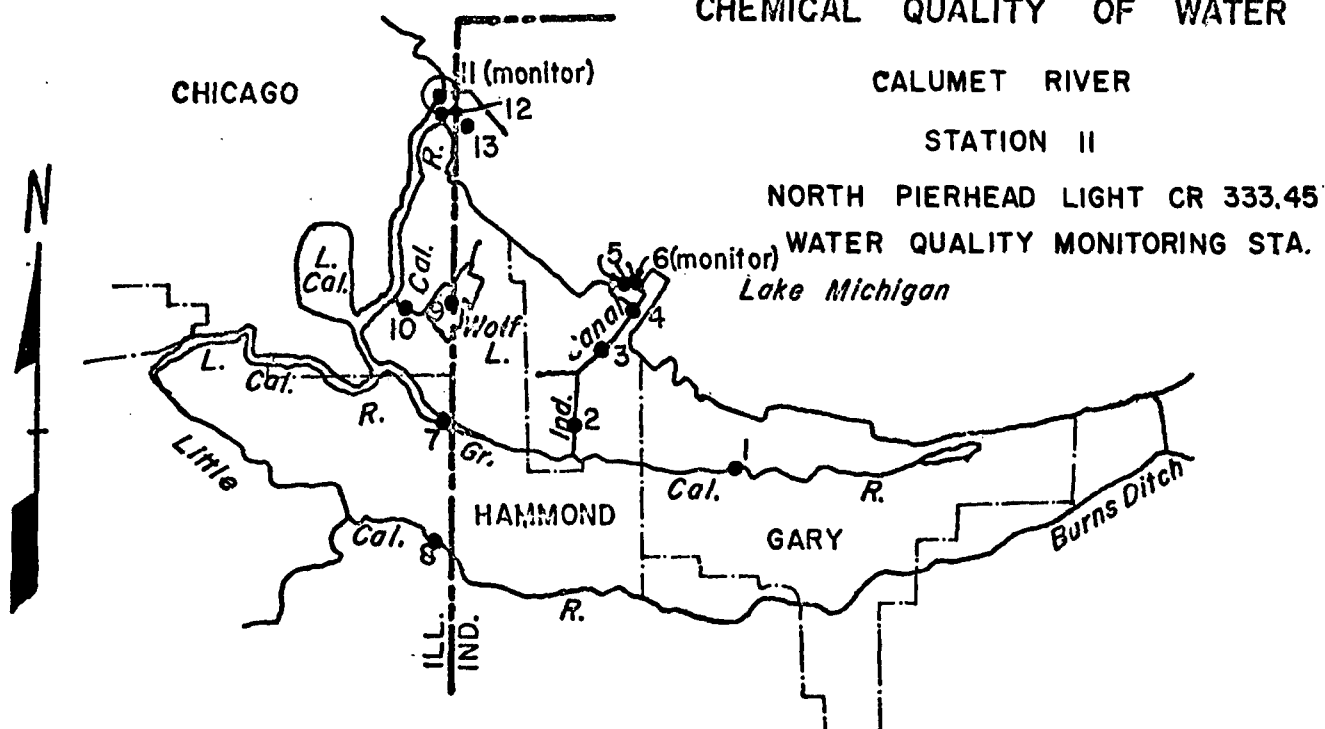 CHEMICAL QUALITY OF WATER
CALUMET RIVER
STATION II
NORTH PIERHEAD LIGHT CR 333.45
WATER QUALITY MONITORING STA.
CHICAGO
11 (monitor)
12
13
N
R.
Cal.
L.
Cal.
5
6(monitor)
Lake Michigan
4
Canal
3
10
9
Wolf
L.
L.
Cal.
R.
7
Gr.
Ind.
2
1
Cal.
R.
Little
Cal.
8
HAMMOND
GARY
Burns Ditch
R.
ILL.
IND.